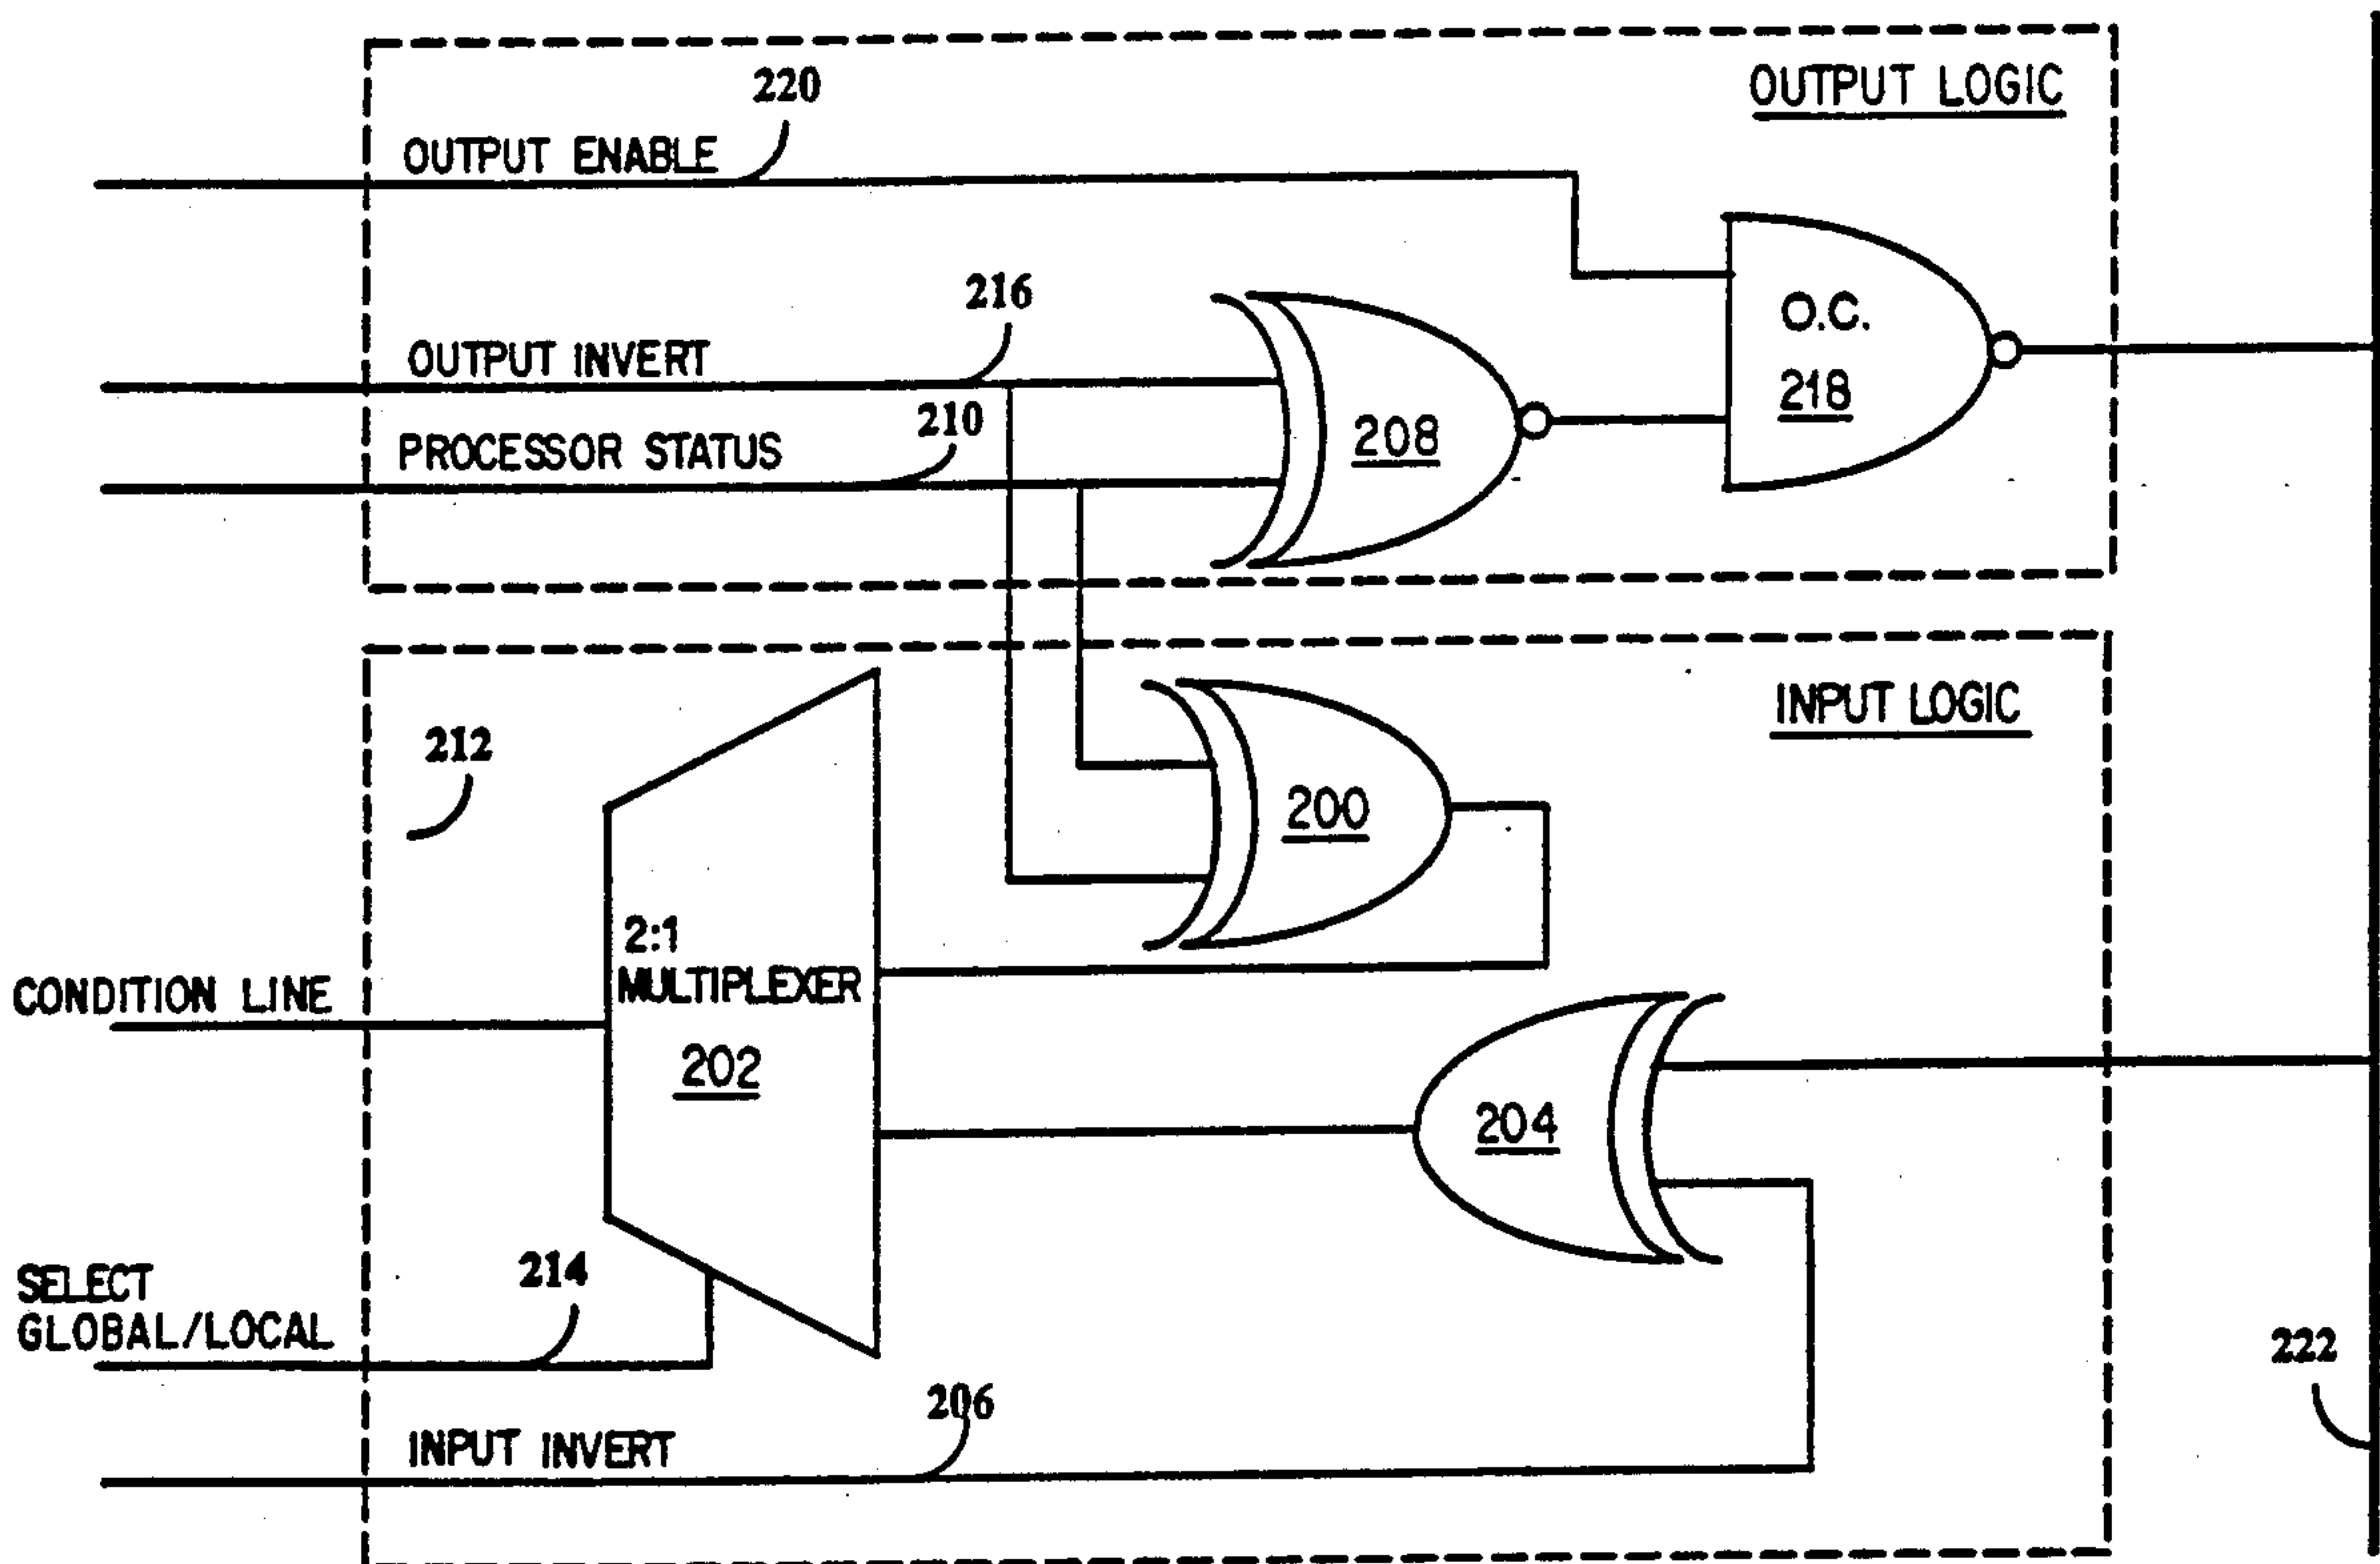 220
OUTPUT LOGIC
OUTPUT ENABLE
216
O.C.
218
OUTPUT INVERT
210
208
PROCESSOR STATUS
INPUT LOGIC
212
200
2:1
MULTIPLEXER
202
CONDITION LINE
204
SELECT
GLOBAL/LOCAL
214
222
206
INPUT INVERT